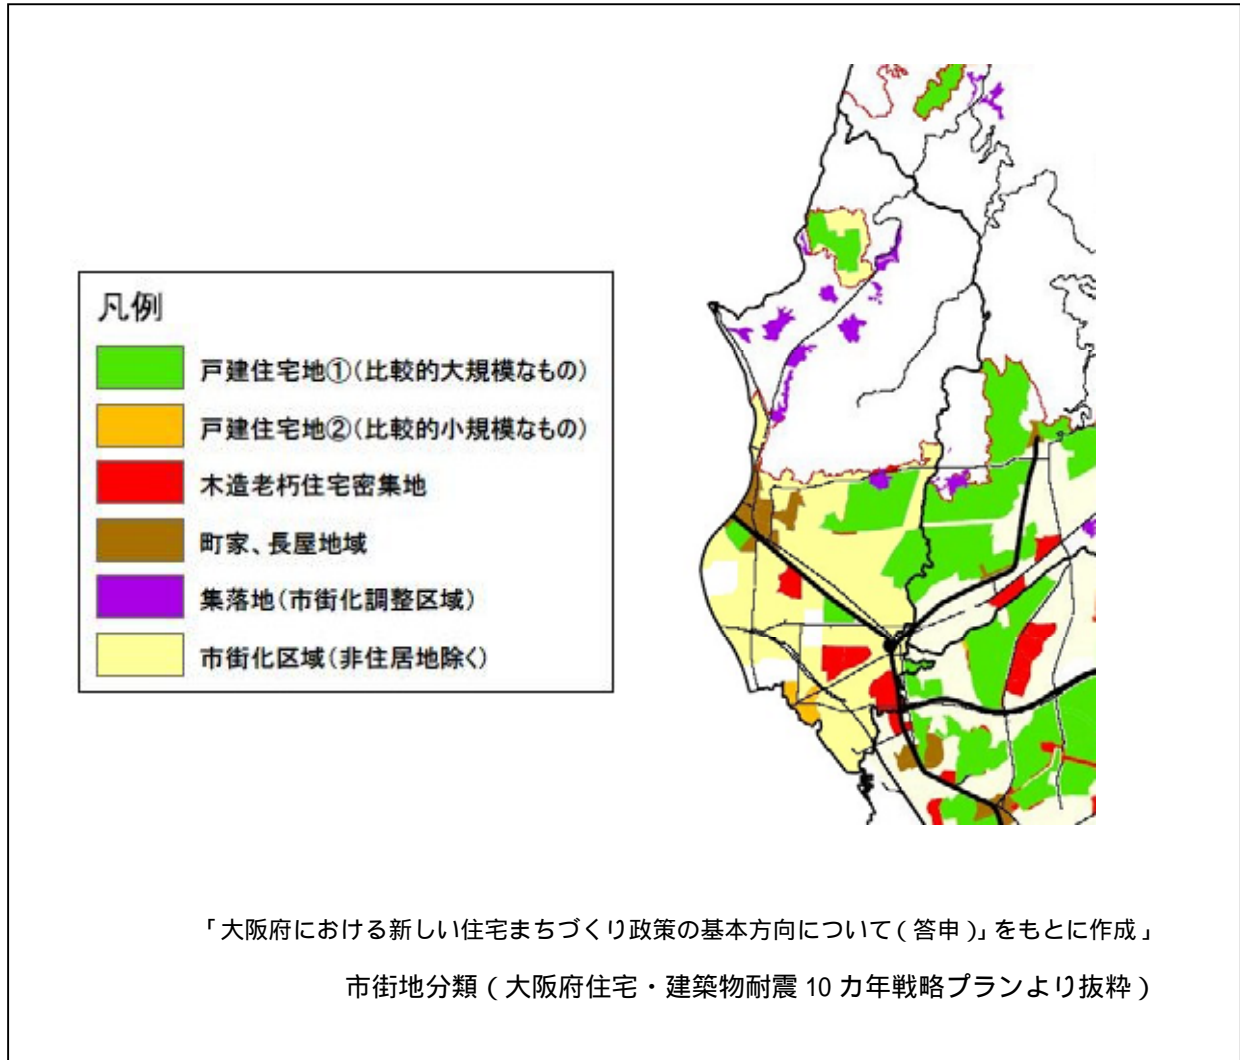 凡例
戸建住宅地①(比較的大規模なもの)
戸建住宅地②(比較的小規模なもの)
木造老朽住宅密集地
町家、長屋地域
集落地(市街化調整区域)
市街化区域(非住居地除く)
「大阪府における新しい住宅まちづくり政策の基本方向について(答申)」をもとに作成」
市街地分類(大阪府住宅・建築物耐震10カ年戦略プランより抜粋)